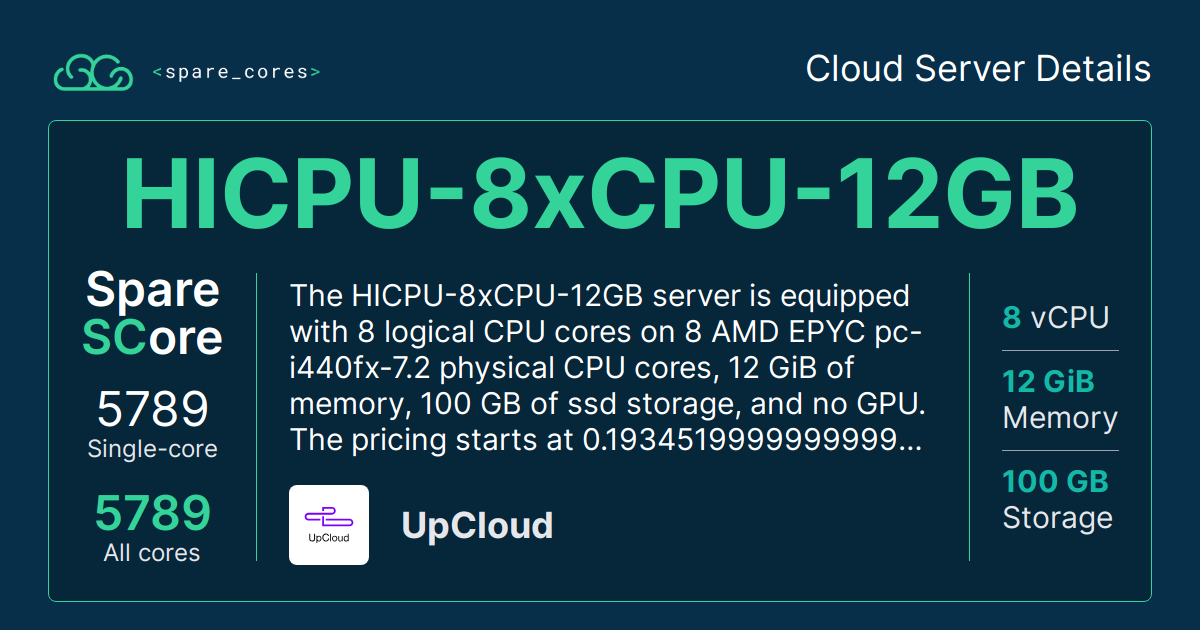 <spare_cores>
Cloud Server Details
HICPU-8xCPU-12GB
Spare
SCore
5789
Single-core
5789
All cores
The HICPU-8xCPU-12GB server is equipped
with 8 logical CPU cores on 8 AMD EPYC pc-
i440fx-7.2 physical CPU cores, 12 GiB of
memory, 100 GB of ssd storage, and no GPU.
The pricing starts at 0.1934519999999999...
UpCloud
UpCloud
8 vCPU
12 GiB
Memory
100 GB
Storage